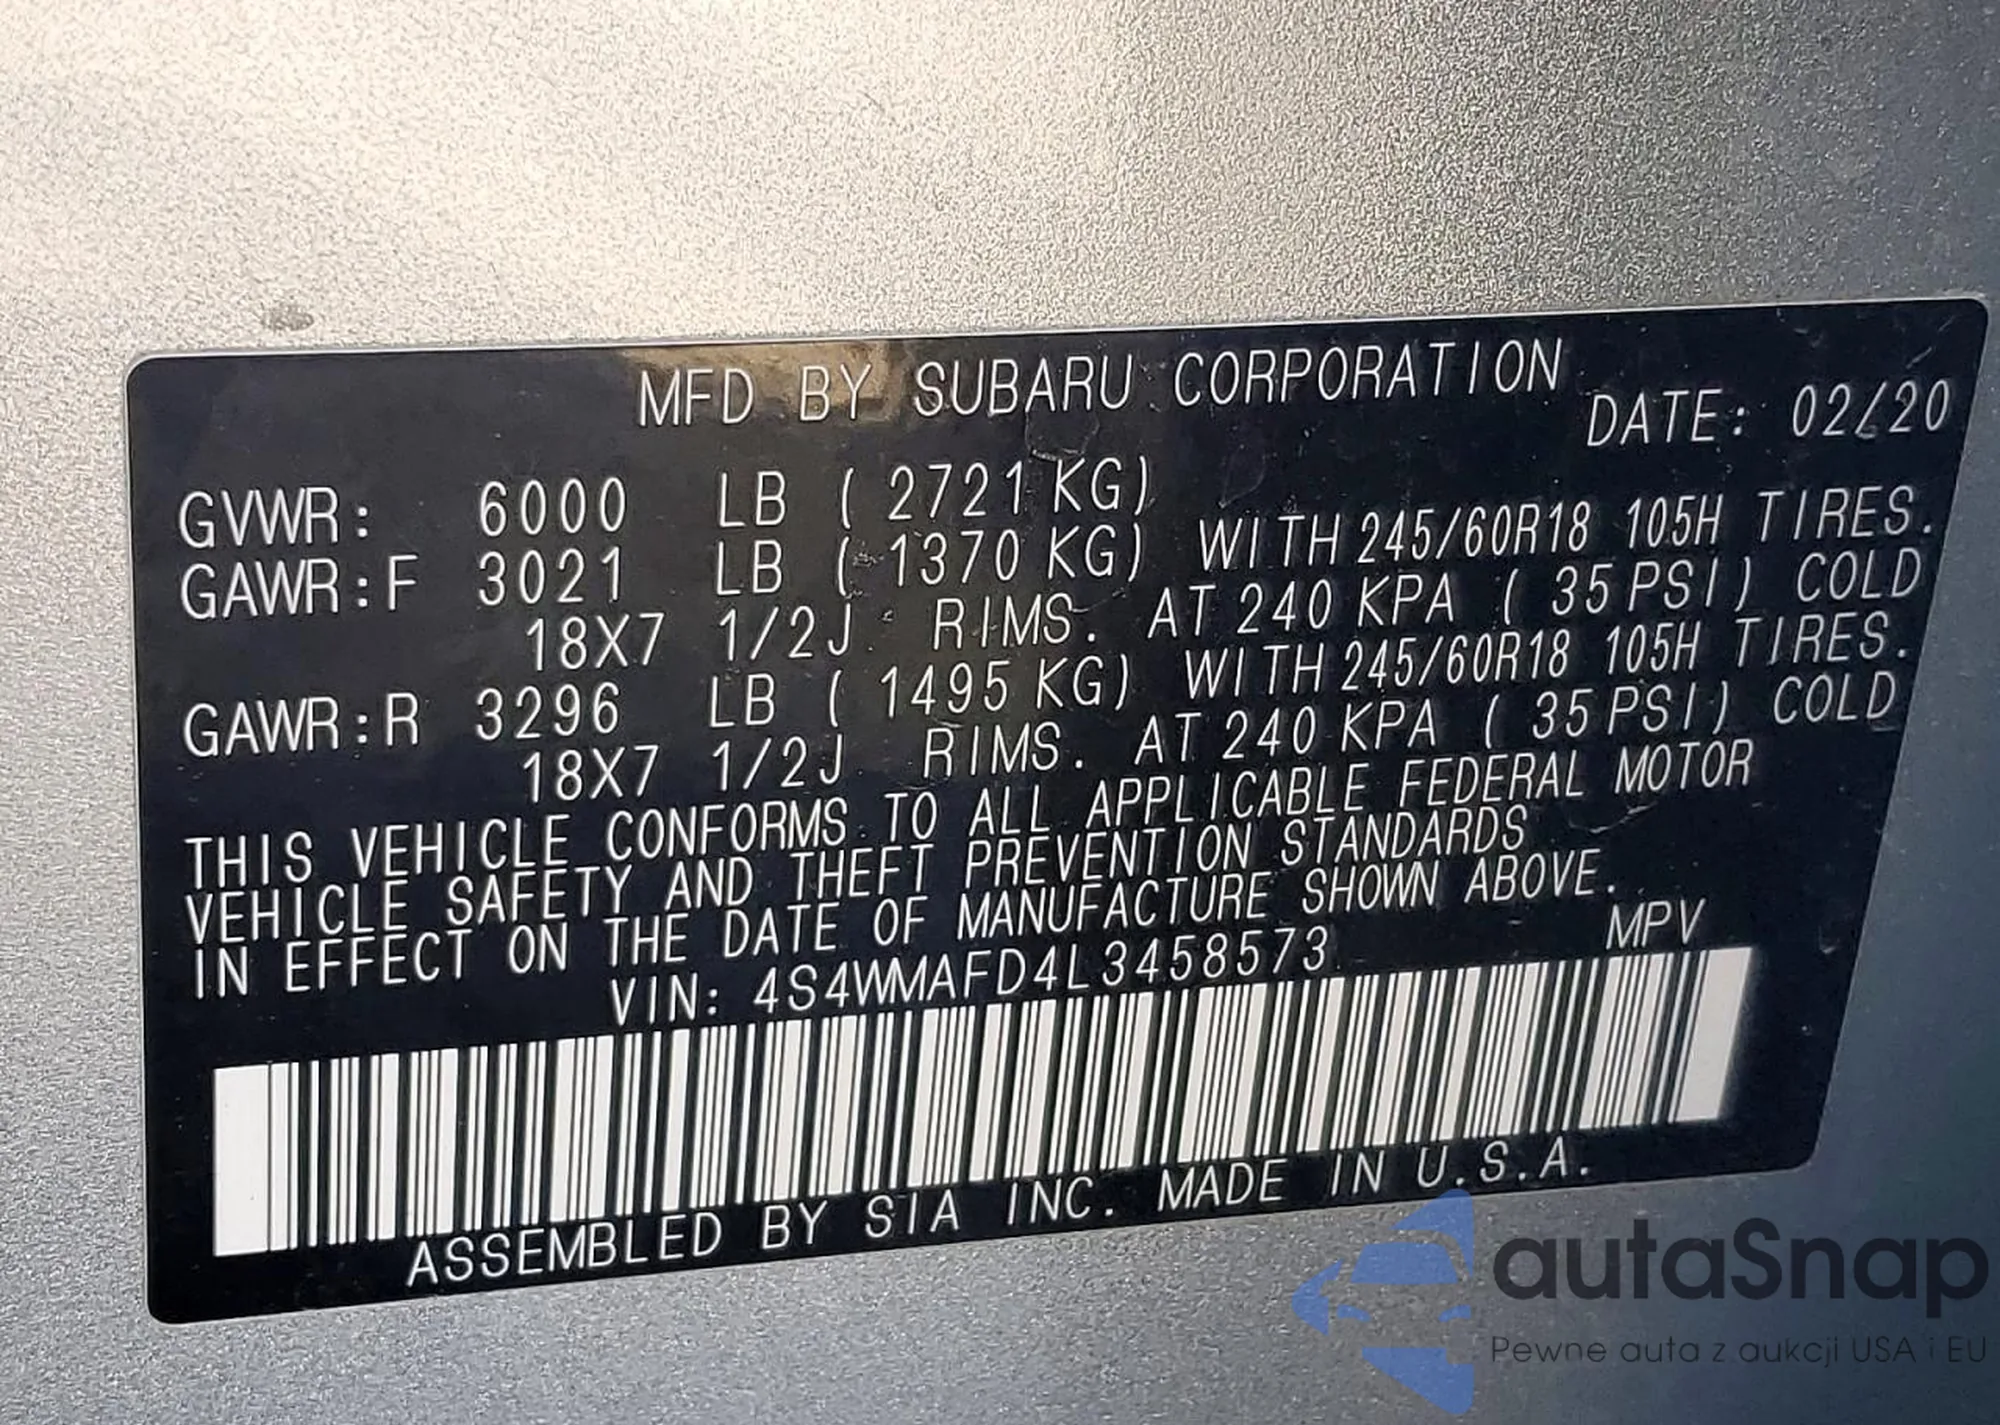 MFD BY SUBARU CORPORATION
DATE: 02/20
GVWR: 6000 LB ( 2721 KG)
GAWR:F 3021 LB ( 1370 KG) WITH 245/60R18 105H TIRES.
18X7 1/2J RIMS. AT 240 KPA ( 35 PSI) COLD
GAWR:R 3296 LB ( 1495 KG) WITH 245/60R18 105H TIRES.
18X7 1/2J RIMS. AT 240 KPA ( 35 PSI) COLD
THIS VEHICLE CONFORMS TO ALL APPLICABLE FEDERAL MOTOR
VEHICLE SAFETY AND THEFT PREVENTION STANDARDS
IN EFFECT ON THE DATE OF MANUFACTURE SHOWN ABOVE.
VIN: 4S4WMAFD4L3458573 MPV
ASSEMBLED BY SIA INC. MADE IN U.S.A.
autaSnap
Pewne auta z aukcji USA i EU